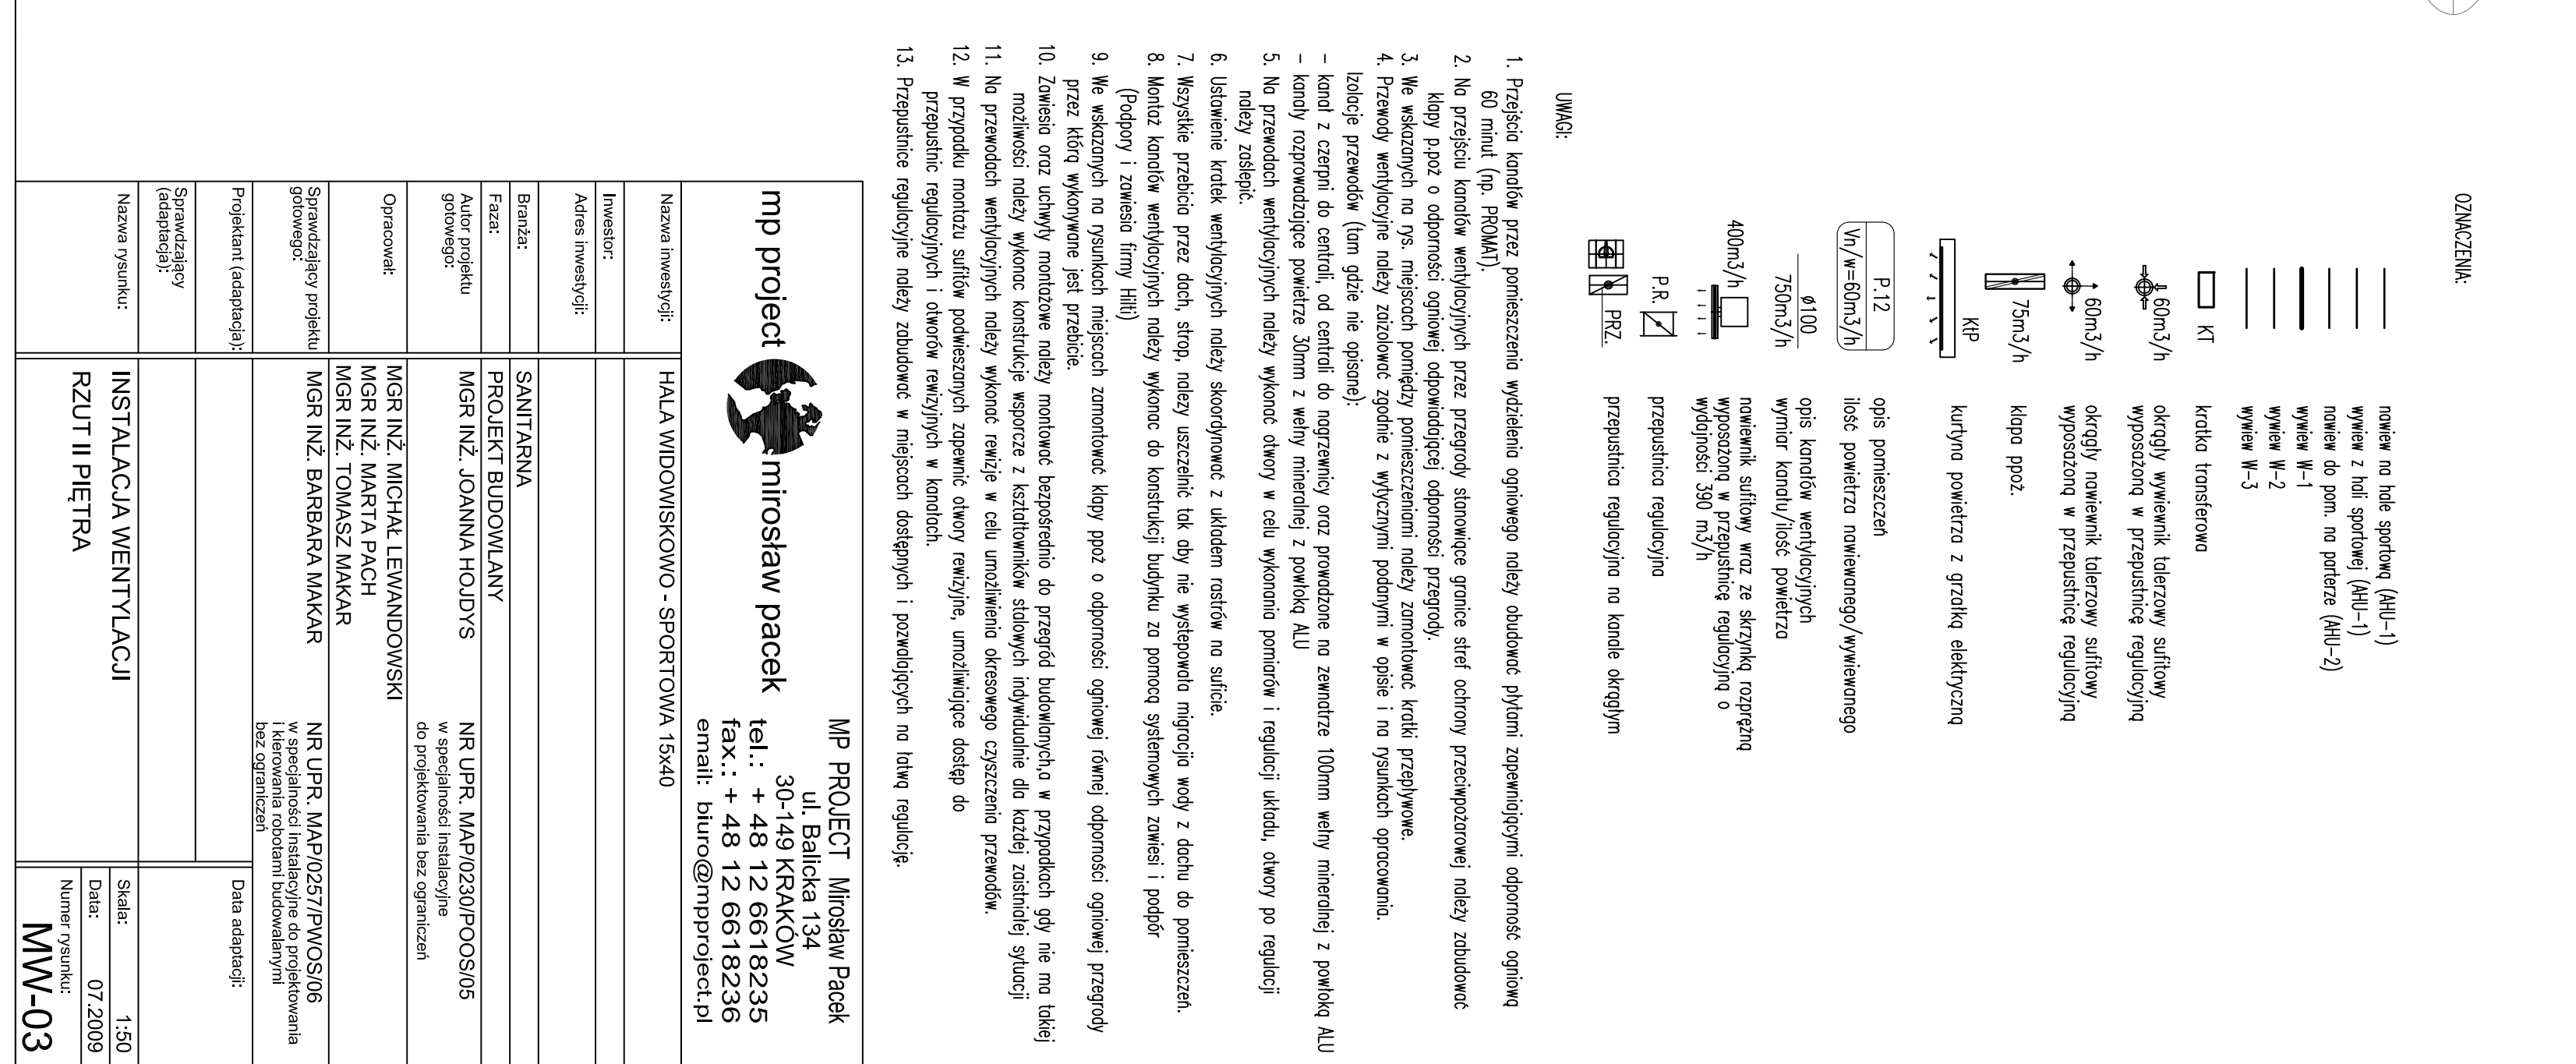 OZNACZENIA:
nawiew na hale sportową (AHU-1)
wywiew z hali sportowej (AHU-1)
nawiew do pom. na parterze (AHU-2)
wywiew W-1
wywiew W-2
wywiew W-3
KT kratka transferowa
60m3/h okrągły wywiewnik talerzowy sufitowy
wyposażoną w przepustnicę regulacyjną
60m3/h okrągły nawiewnik talerzowy sufitowy
wyposażoną w przepustnicę regulacyjną
75m3/h klapa ppoż.
KtP kurtyna powietrza z grzałką elektryczną
P.12 opis pomieszczeń
Vn/w=60m3/h ilość powietrza nawiewanego/wywiewanego
ø100 opis kanałów wentylacyjnych
750m3/h wymiar kanału/ilość powietrza
400m3/h nawiewnik sufitowy wraz ze skrzynką rozprężną
wyposażoną w przepustnicę regulacyjną o
wydajności 390 m3/h
P.R. przepustnica regulacyjna
PRZ.. przepustnica regulacyjna na kanale okrągłym
UWAGI:
1. Przejścia kanałów przez pomieszczenia wydzielenia ogniowego należy obudować płytami zapewniającymi odporność ogniową
60 minut (np. PROMAT).
2. Na przejściu kanałów wentylacyjnych przez przegrody stanowiące granice stref ochrony przeciwpożarowej należy zabudować
klapy p.poż o odporności ogniowej odpowiadającej odporności przegrody.
3. We wskazanych na rys. miejscach pomiędzy pomieszczeniami należy zamontować kratki przepływowe.
4. Przewody wentylacyjne należy zaizolować zgodnie z wytycznymi podanymi w opisie i na rysunkach opracowania.
Izolacje przewodów (tam gdzie nie opisane):
– kanał z czerpni do centrali, od centrali do nagrzewnicy oraz prowadzone na zewnatrze 100mm wełny mineralnej z powłoką ALU
– kanały rozprowadzające powietrze 30mm z wełny mineralnej z powłoką ALU
5. Na przewodach wentylacyjnych należy wykonać otwory w celu wykonania pomiarów i regulacji układu, otwory po regulacji
należy zaślepić.
6. Ustawienie kratek wentylacyjnych należy skoordynować z układem rastrów na suficie.
7. Wszystkie przebicia przez dach, strop, należy uszczelnić tak aby nie występowała migracja wody z dachu do pomieszczeń.
8. Montaż kanałów wentylacyjnych należy wykonac do konstrukcji budynku za pomocą systemowych zawiesi i podpór
(Podpory i zawiesia firmy Hilti)
9. We wskazanych na rysunkach miejscach zamontować klapy ppoż o odporności ogniowej równej odporności ogniowej przegrody
przez którą wykonywane jest przebicie.
10. Zawiesia oraz uchwyty montażowe należy montować bezpośrednio do przegród budowlanych,a w przypadkach gdy nie ma takiej
możliwości należy wykonac konstrukcje wsporcze z kształtowników stalowych indywidualnie dla każdej zaistniałej sytuacji
11. Na przewodach wentylacyjnych należy wykonać rewizje w celu umożliwienia okresowego czyszczenia przewodów.
12. W przypadku montażu sufitów podwieszanych zapewnić otwory rewizyjne, umożliwiające dostęp do
przepustnic regulacyjnych i otworów rewizyjnych w kanałach.
13. Przepustnice regulacyjne należy zabudować w miejscach dostępnych i pozwalających na łatwą regulację.
mp project mirosław pacek
MP PROJECT Mirosław Pacek
ul. Balicka 134
30-149 KRAKÓW
tel.: + 48 12 6618235
fax.: + 48 12 6618236
email: biuro@mpproject.pl
Nazwa inwestycji: HALA WIDOWISKOWO - SPORTOWA 15x40
Inwestor:
Adres inwestycji:
Branża: SANITARNA
Faza: PROJEKT BUDOWLANY
Autor projektu
gotowego: MGR INŻ. JOANNA HOJDYS NR UPR. MAP/0230/POOS/05
w specjalności instalacyjne
do projektowania bez ograniczeń
Opracował: MGR INŻ. MICHAŁ LEWANDOWSKI
MGR INŻ. MARTA PACH
MGR INŻ. TOMASZ MAKAR
Sprawdzający projektu
gotowego: MGR INŻ. BARBARA MAKAR NR UPR. MAP/0257/PWOS/06
w specjalności instalacyjne do projektowania
i kierowania robotami budowalanymi
bez ograniczeń
Projektant (adaptacja): Data adaptacji:
Sprawdzający
(adaptacja):
Nazwa rysunku: INSTALACJA WENTYLACJI
RZUT II PIĘTRA
Skala: 1:50
Data: 07.2009
Numer rysunku:
MW-03